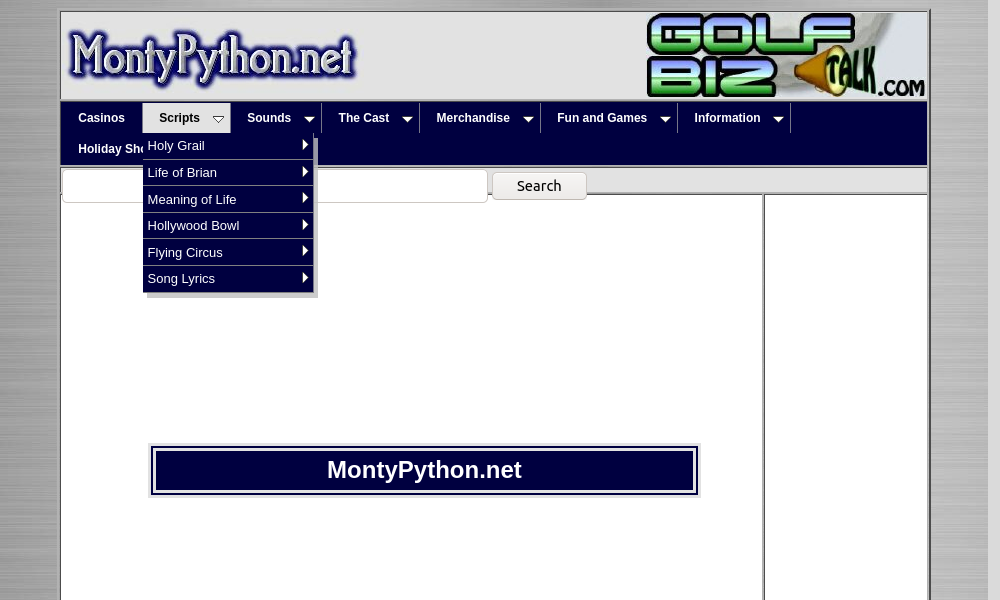 MontyPython.net
GOLF
BIZ TALK.com
Casinos Scripts Sounds The Cast Merchandise Fun and Games Information
Holiday Sho
Holy Grail
Life of Brian
Search
Meaning of Life
Hollywood Bowl
Flying Circus
Song Lyrics
MontyPython.net